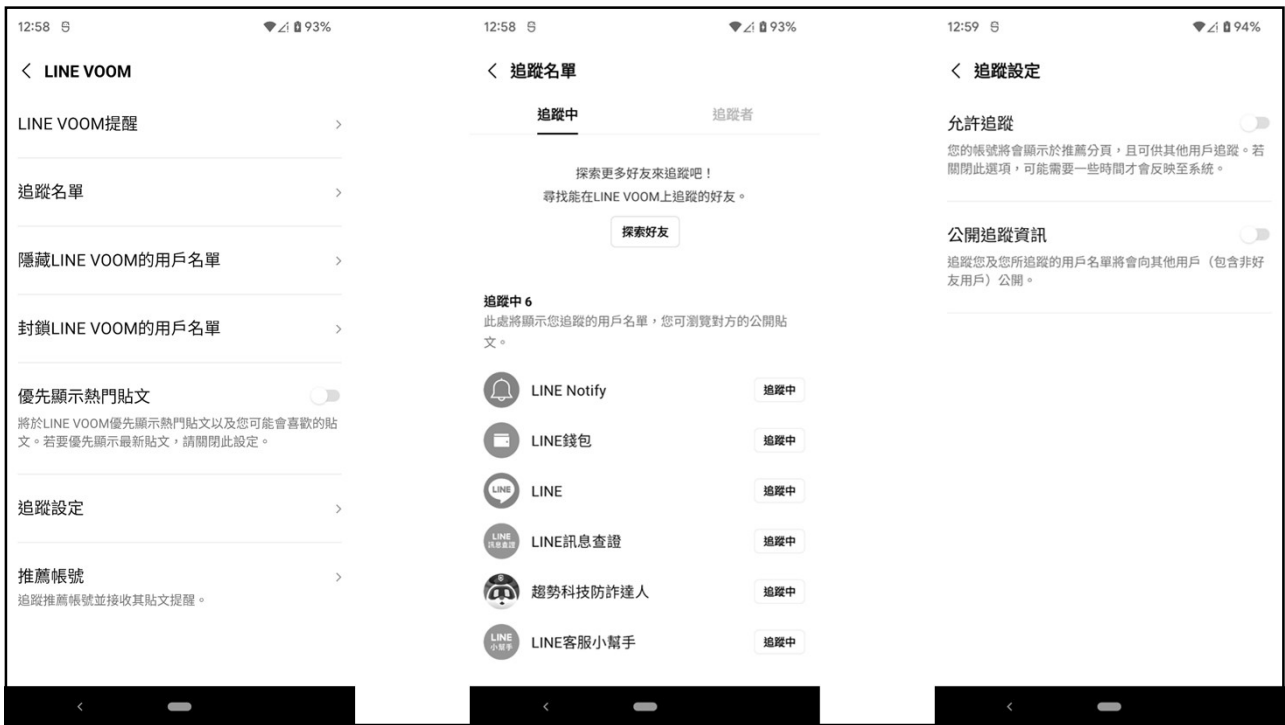 12:58 93%
LINE VOOM
LINE VOOM提醒
追蹤名單
隱藏LINE VOOM的用戶名單
封鎖LINE VOOM的用戶名單
優先顯示熱門貼文
將於LINE VOOM優先顯示熱門貼文以及您可能會喜歡的貼
文。若要優先顯示最新貼文，請關閉此設定。
追蹤設定
推薦帳號
追蹤推薦帳號並接收其貼文提醒。
12:58 93%
追蹤名單
追蹤中 追蹤者
探索更多好友來追蹤吧！
尋找能在LINE VOOM上追蹤的好友。
探索好友
追蹤中 6
此處將顯示您追蹤的用戶名單，您可瀏覽對方的公開貼
文。
LINE Notify 追蹤中
LINE錢包 追蹤中
LINE LINE 追蹤中
LINE
訊息查證 LINE訊息查證 追蹤中
趨勢科技防詐達人 追蹤中
LINE
小幫手 LINE客服小幫手 追蹤中
12:59 94%
追蹤設定
允許追蹤
您的帳號將會顯示於推薦分頁，且可供其他用戶追蹤。若
關閉此選項，可能需要一些時間才會反映至系統。
公開追蹤資訊
追蹤您及您所追蹤的用戶名單將會向其他用戶（包含非好
友用戶）公開。